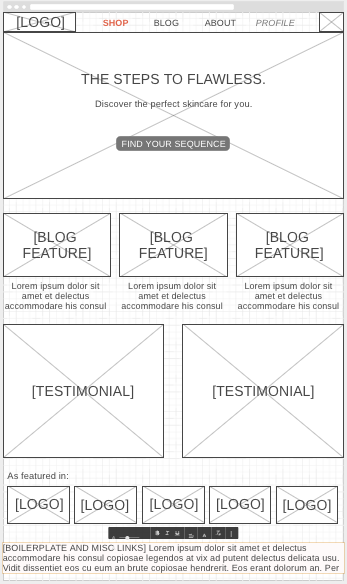 [LOGO] SHOP BLOG ABOUT PROFILE
THE STEPS TO FLAWLESS.
Discover the perfect skincare for you.
FIND YOUR SEQUENCE
[BLOG
FEATURE]
[BLOG
FEATURE]
[BLOG
FEATURE]
Lorem ipsum dolor sit
amet et delectus
accommodare his consul
Lorem ipsum dolor sit
amet et delectus
accommodare his consul
Lorem ipsum dolor sit
amet et delectus
accommodare his consul
[TESTIMONIAL] [TESTIMONIAL]
As featured in:
[LOGO] [LOGO] [LOGO] [LOGO] [LOGO]
[BOILERPLATE AND MISC LINKS] Lorem ipsum dolor sit amet et delectus
accommodare his consul copiosae legendos at vix ad putent delectus delicata usu.
Vidit dissentiet eos cu eum an brute copiosae hendrerit. Eos erant dolorum an. Per